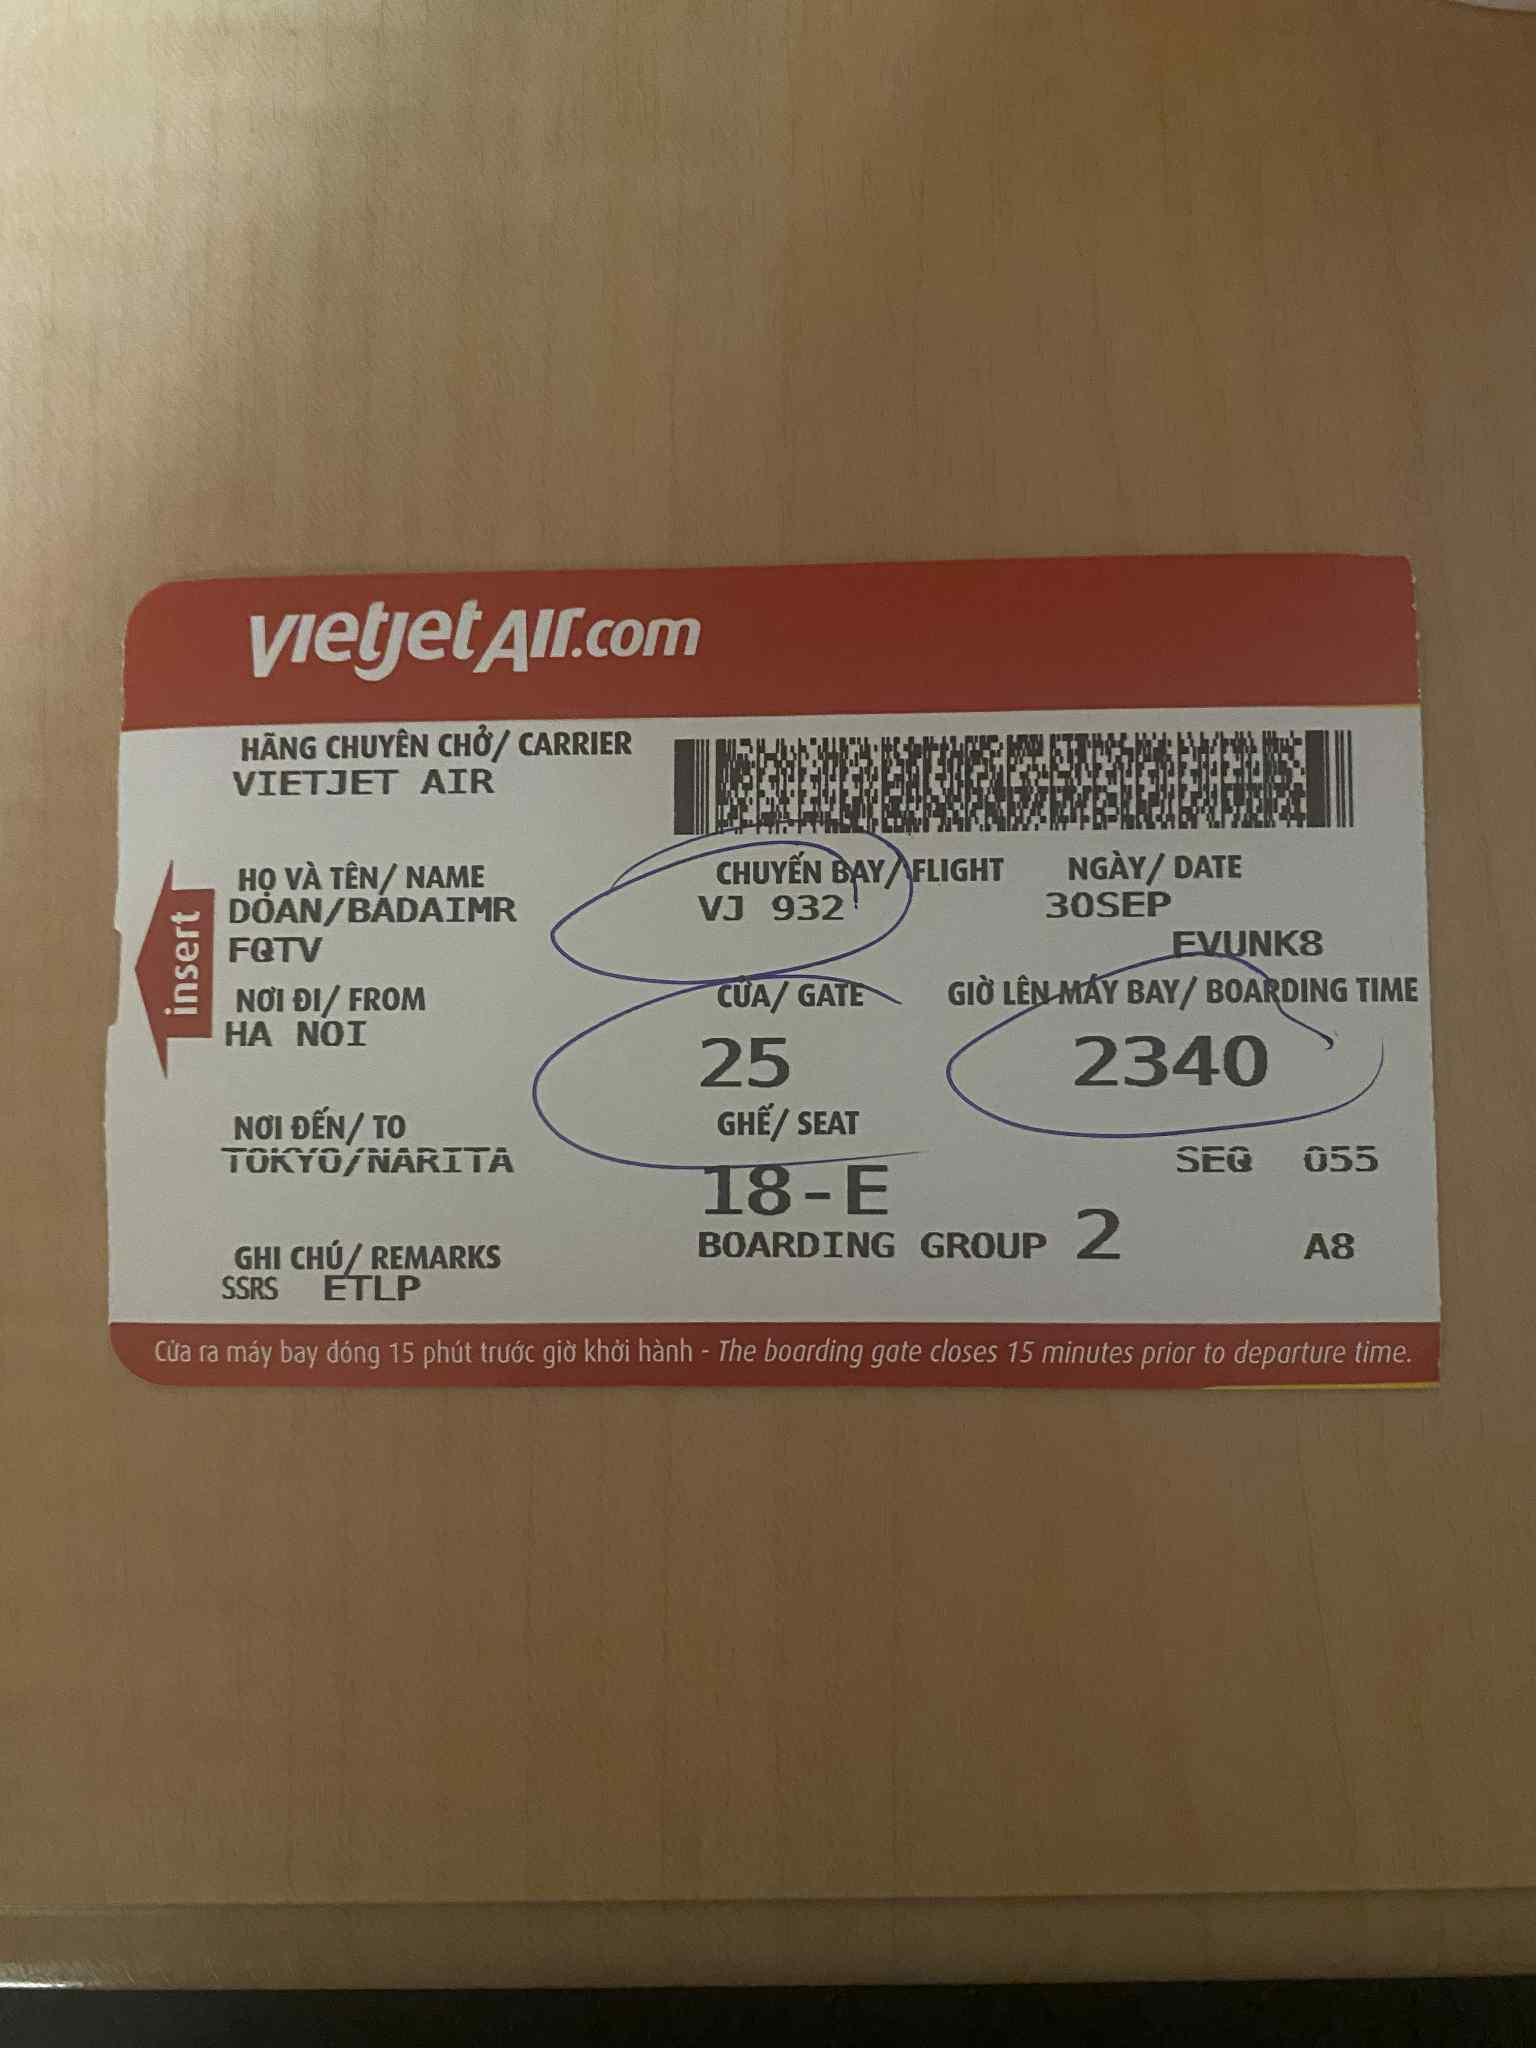 vietjetAir.com
HÃNG CHUYÊN CHỞ/ CARRIER
VIETJET AIR
HỌ VÀ TÊN/ NAME
DOAN/BADAIMR
FQTV
CHUYẾN BAY/ FLIGHT
VJ 932
NGÀY/ DATE
30SEP
EVUNK8
insert
NƠI ĐI/ FROM
HA NOI
CỬA/ GATE
25
GIỜ LÊN MÁY BAY/ BOARDING TIME
2340
NƠI ĐẾN/ TO
TOKYO/NARITA
GHẾ/ SEAT
18-E
SEQ 055
BOARDING GROUP 2
A8
GHI CHÚ/ REMARKS
SSRS ETLP
Cửa ra máy bay đóng 15 phút trước giờ khởi hành - The boarding gate closes 15 minutes prior to departure time.